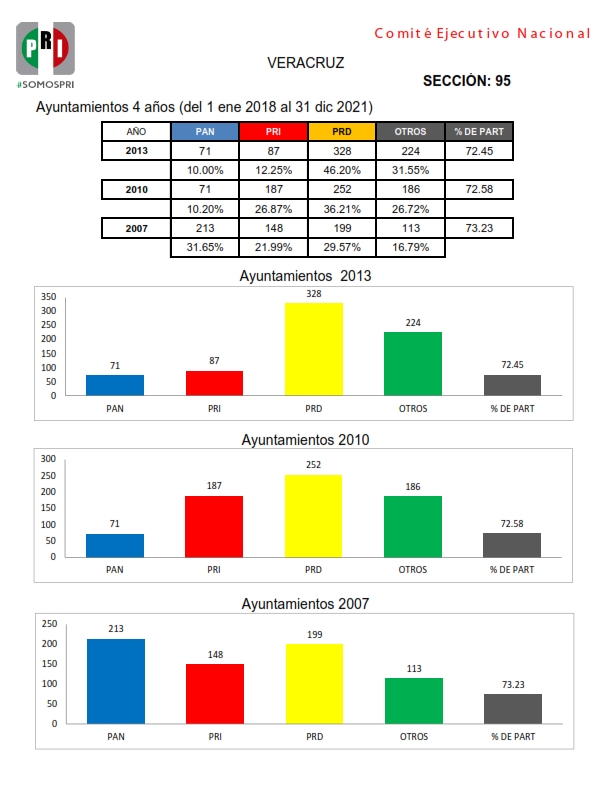 PRI
#SOMOSPRI
Comité Ejecutivo Nacional
VERACRUZ
SECCIÓN: 95
Ayuntamientos 4 años (del 1 ene 2018 al 31 dic 2021)
AÑO PAN PRI PRD OTROS % DE PART
2013 71 87 328 224 72.45
10.00% 12.25% 46.20% 31.55%
2010 71 187 252 186 72.58
10.20% 26.87% 36.21% 26.72%
2007 213 148 199 113 73.23
31.65% 21.99% 29.57% 16.79%
Ayuntamientos 2013
350
300
250
200
150
100
50
0
71 87 328 224 72.45
PAN PRI PRD OTROS % DE PART
Ayuntamientos 2010
300
250
200
150
100
50
0
71 187 252 186 72.58
PAN PRI PRD OTROS % DE PART
Ayuntamientos 2007
250
200
150
100
50
0
213 148 199 113 73.23
PAN PRI PRD OTROS % DE PART